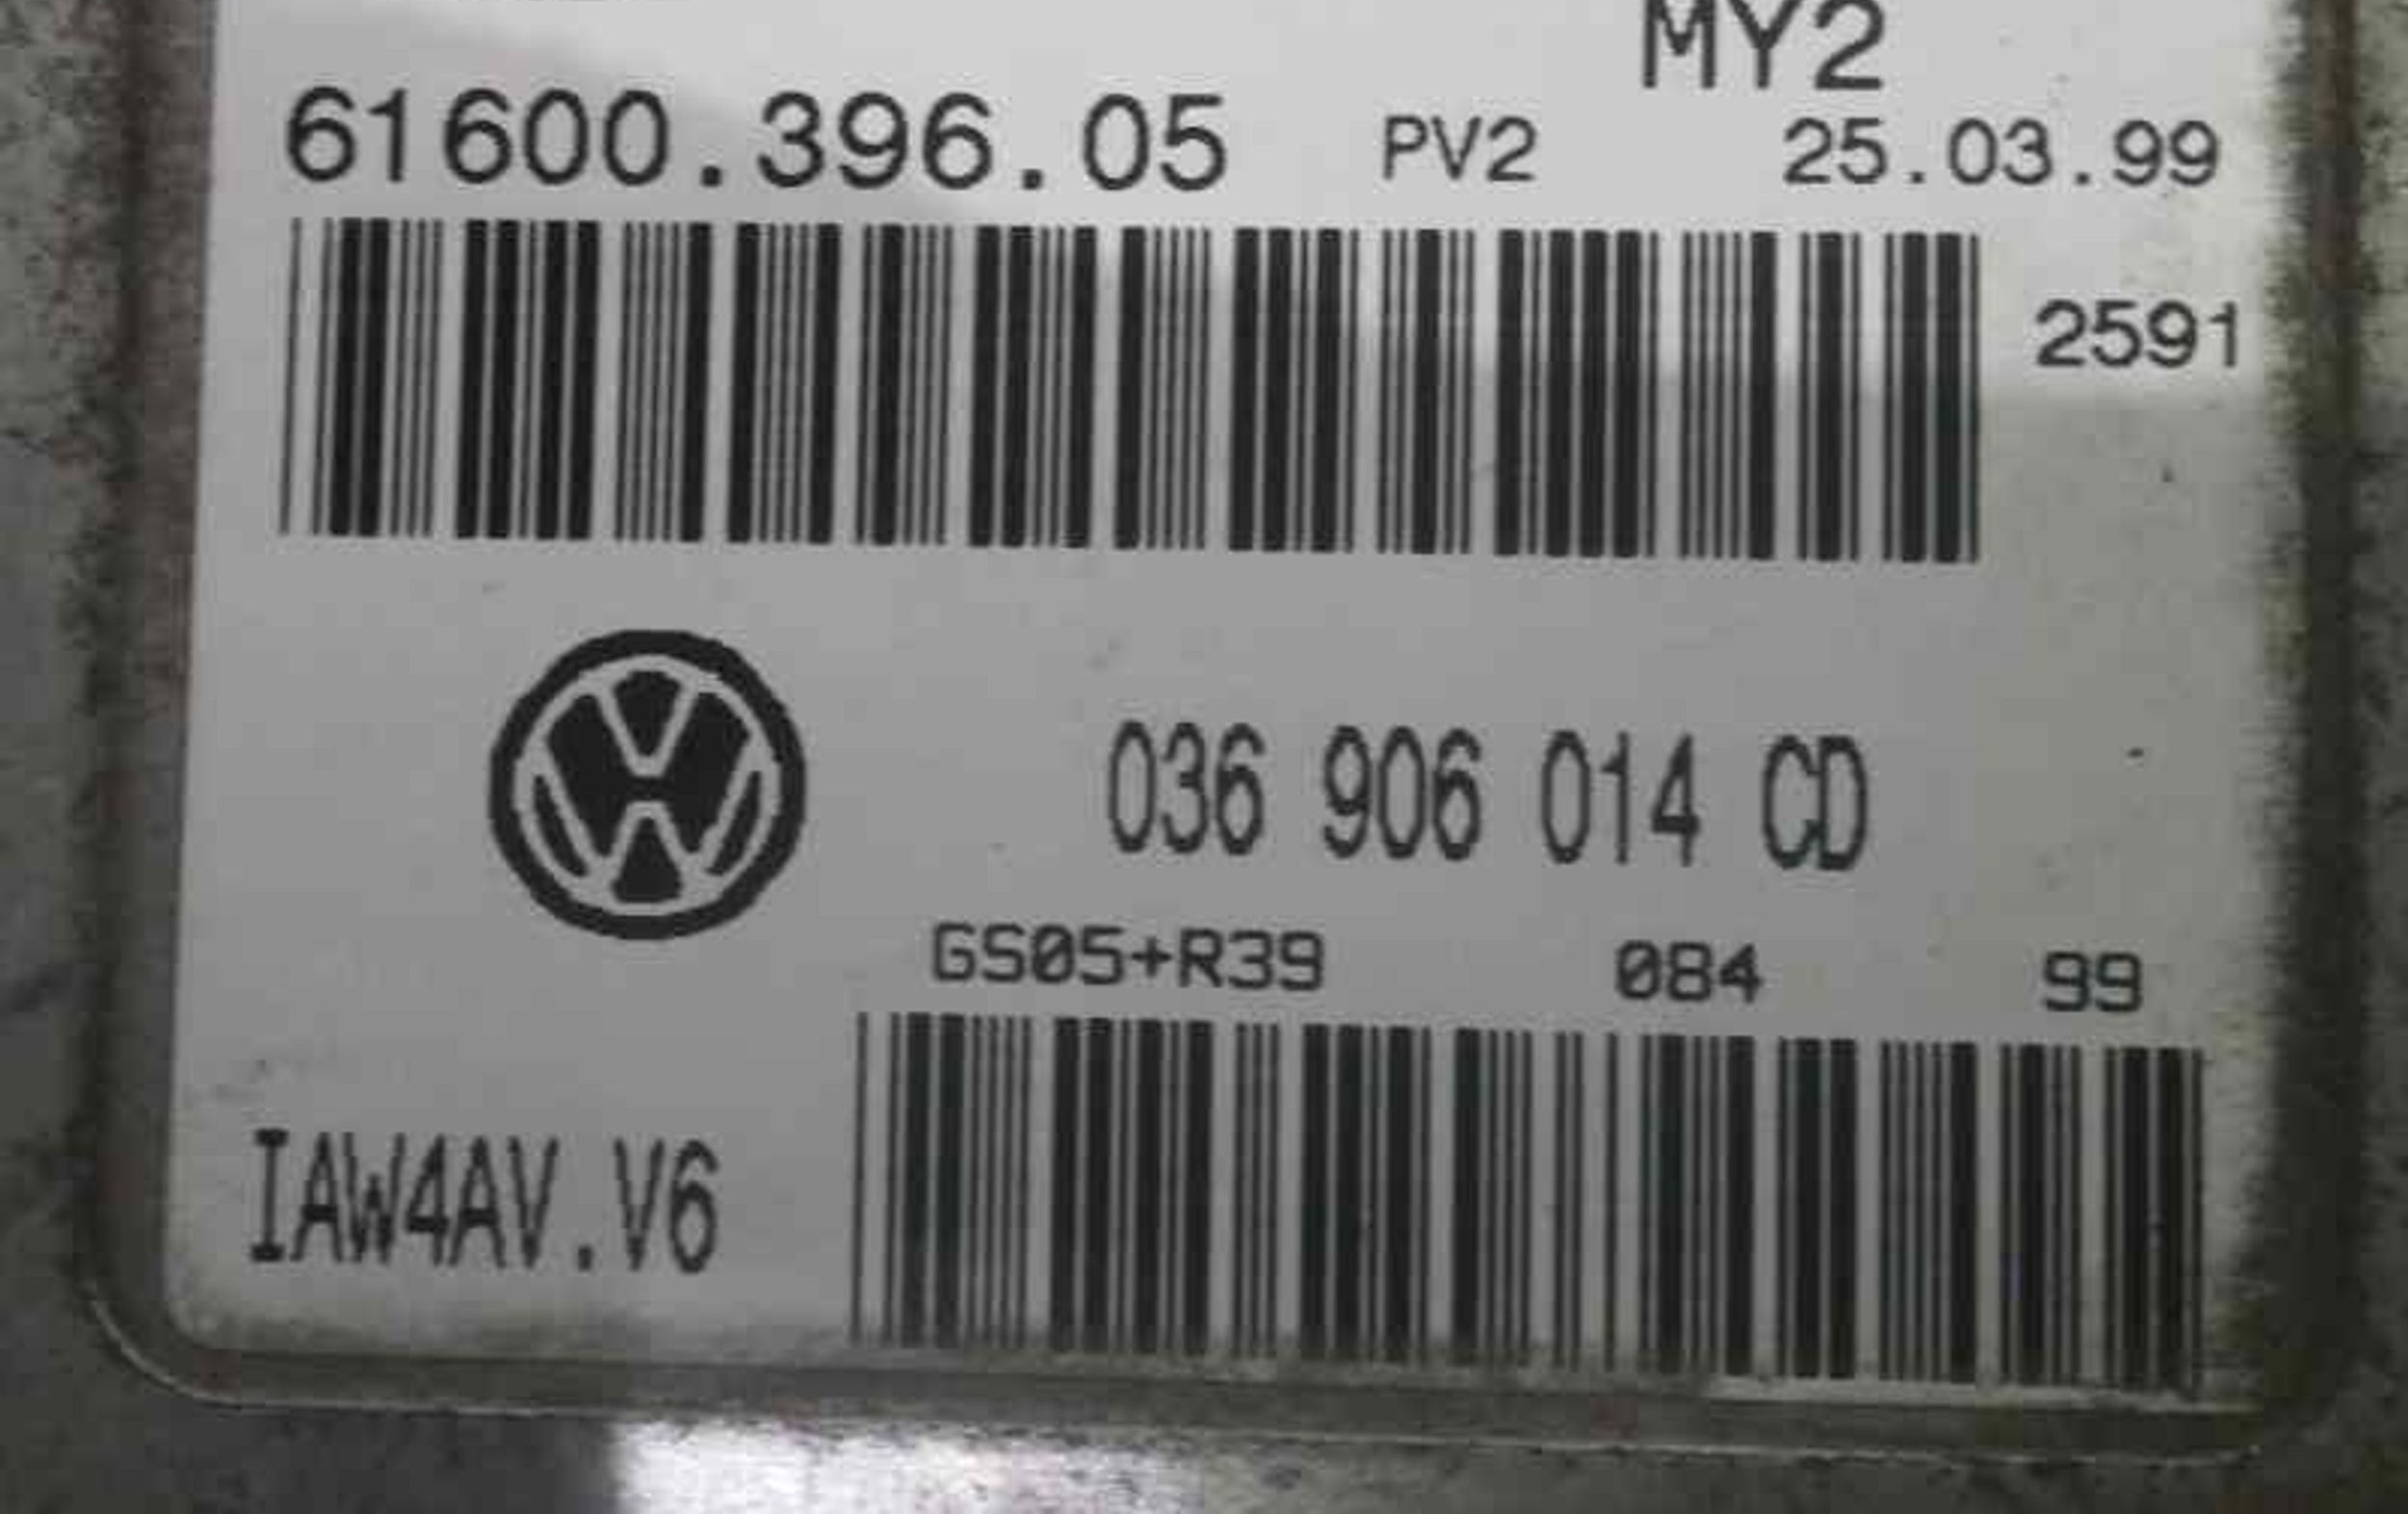 MY2
61600.396.05 PV2 25.03.99
2591
036 906 014 CD
GS05+R39 084 99
IAW4AV.V6